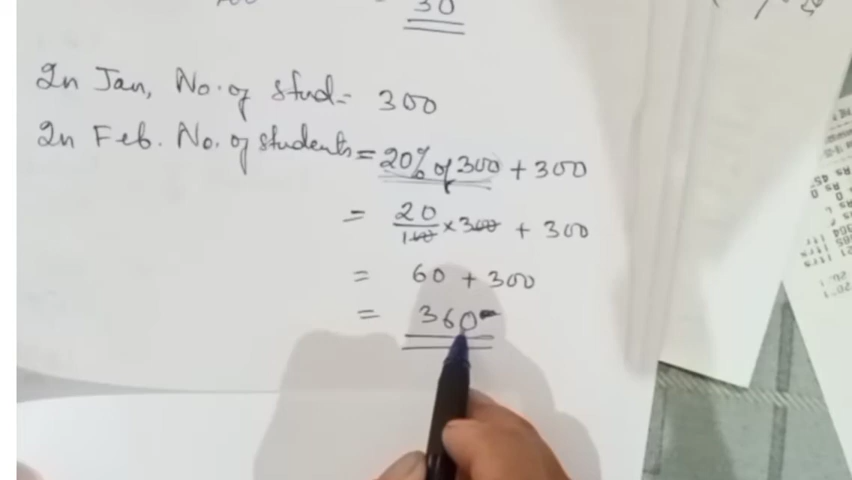 30
In Jan, No. of stud = 300
In Feb. No. of students = 20% of 300 + 300
= 20/100 × 300 + 300
= 60 + 300
= 360